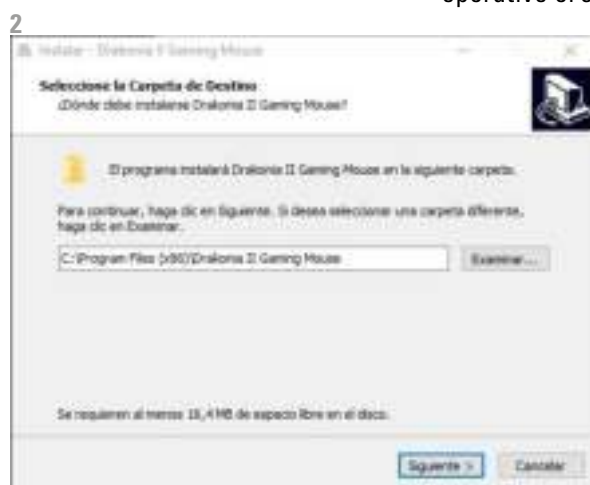 2
Instalar - Drakonia II Gaming Mouse
Seleccione la Carpeta de Destino
¿Dónde debe instalarse Drakonia II Gaming Mouse?
El programa instalará Drakonia II Gaming Mouse en la siguiente carpeta.
Para continuar, haga clic en Siguiente. Si desea seleccionar una carpeta diferente,
haga clic en Examinar.
C:\Program Files (x86)\Drakonia II Gaming Mouse
Examinar...
Se requieren al menos 18,4 MB de espacio libre en el disco.
Siguiente >
Cancelar